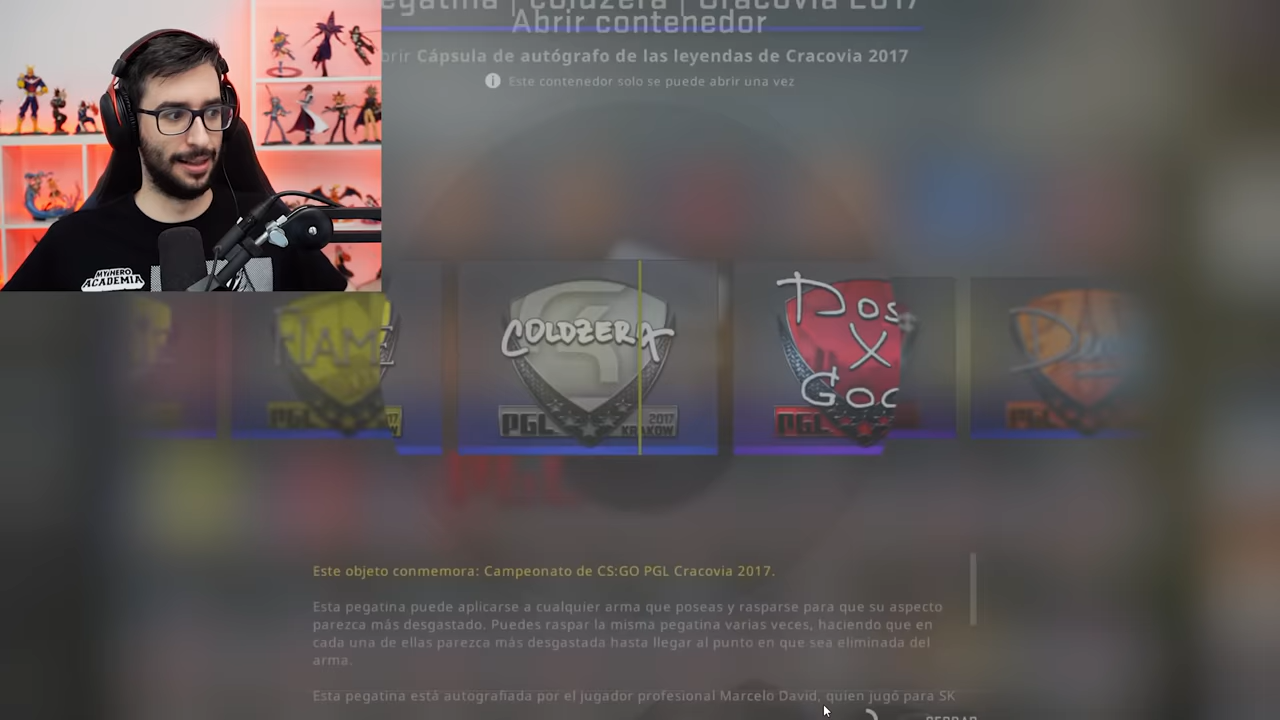 egatina | coldzera | Cracovia 2017
Abrir contenedor
brir Cápsula de autógrafo de las leyendas de Cracovia 2017
Este contenedor solo se puede abrir una vez
MY HERO
ACADEMIA
COLDZERA
PGL 2017
KRAKOW
Dos
X
Goo
PGL
PGL
Este objeto conmemora: Campeonato de CS:GO PGL Cracovia 2017.
Esta pegatina puede aplicarse a cualquier arma que poseas y rasparse para que su aspecto
parezca más desgastado. Puedes raspar la misma pegatina varias veces, haciendo que en
cada una de ellas parezca más desgastada hasta llegar al punto en que sea eliminada del
arma.
Esta pegatina está autografiada por el jugador profesional Marcelo David, quien jugó para SK